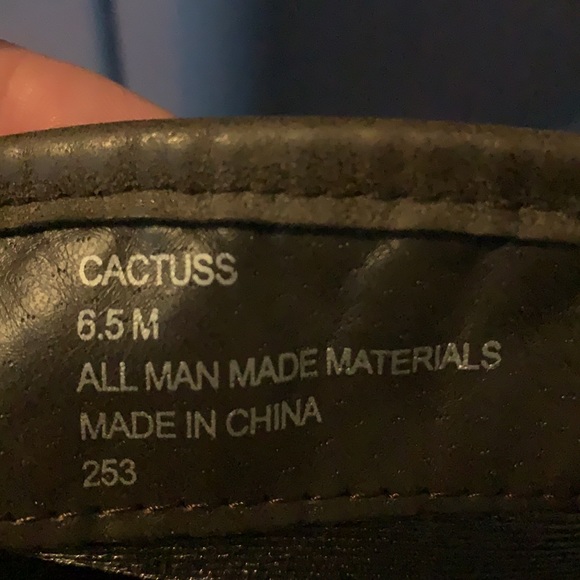 CACTUSS
6.5 M
ALL MAN MADE MATERIALS
MADE IN CHINA
253